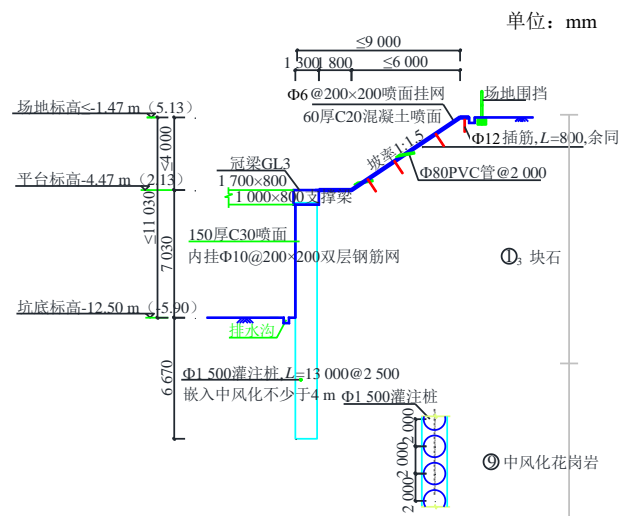 单位：mm
≤9 000
1 300 1 800 ≤6 000
Φ6@200×200喷面挂网
场地围挡
场地标高≤-1.47 m（5.13）
60厚C20混凝土喷面
≤4 000
坡率1:1.5
Φ12插筋,L=800,余同
冠梁GL3
平台标高-4.47 m（2.13）
1 700×800
Φ80PVC管@2 000
1 000×800支撑梁
≤11 030
7 030
150厚C30喷面
内挂Φ10@200×200双层钢筋网
①₃ 块石
坑底标高-12.50 m（-5.90）
排水沟
6 670
Φ1 500灌注桩,L=13 000@2 500
嵌入中风化不少于4 m
Φ1 500灌注桩
2 000
2 000
2 000
⑨ 中风化花岗岩